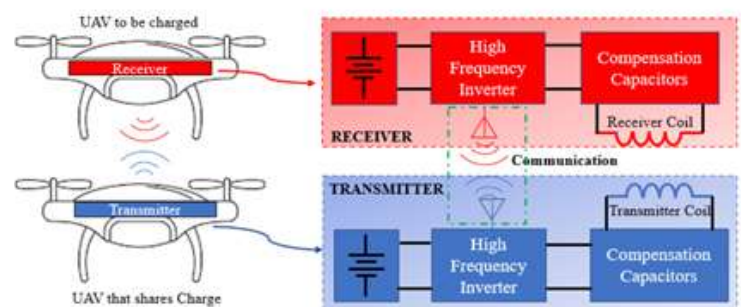 UAV to be charged
Receiver
Transmitter
UAV that shares Charge
High
Frequency
Inverter
Compensation
Capacitors
Receiver Coil
RECEIVER
Communication
TRANSMITTER
Transmitter Coil
High
Frequency
Inverter
Compensation
Capacitors